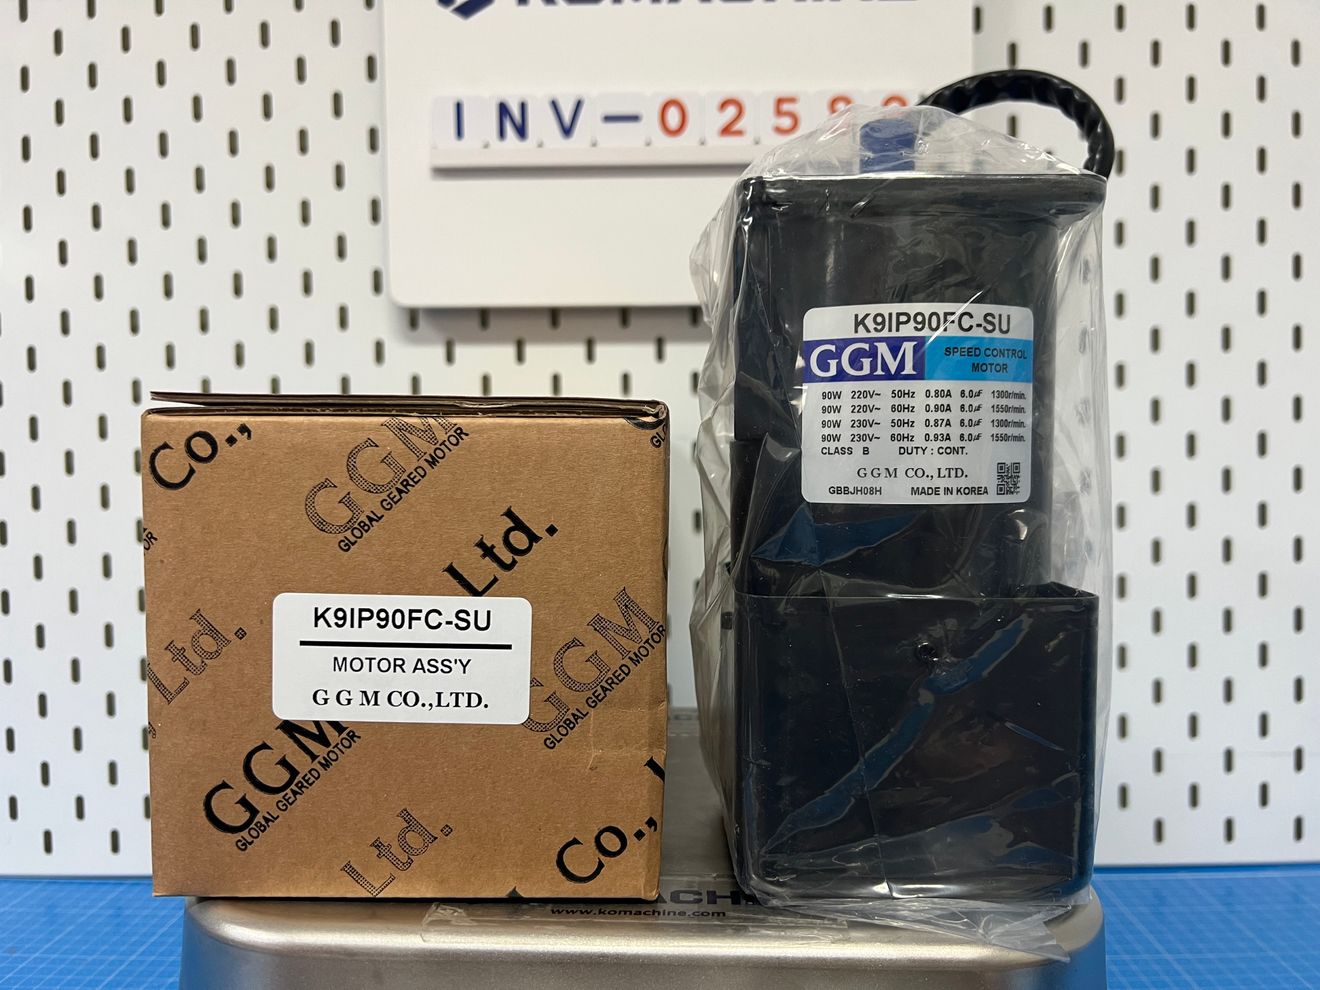 KOMACHINE
INV-0258
K9IP90FC-SU
GGM
SPEED CONTROL
MOTOR
90W 220V~ 50Hz 0.80A 6.0㎌ 1300r/min.
90W 220V~ 60Hz 0.90A 6.0㎌ 1550r/min.
90W 230V~ 50Hz 0.87A 6.0㎌ 1300r/min.
90W 230V~ 60Hz 0.93A 6.0㎌ 1550r/min.
CLASS B DUTY : CONT.
GGM CO., LTD.
GBBJH08H MADE IN KOREA
Co.,
GGM
GLOBAL GEARED MOTOR
Ltd.
K9IP90FC-SU
MOTOR ASS'Y
G G M CO.,LTD.
Ltd.
GGM
GLOBAL GEARED MOTOR
GGM
GLOBAL GEARED MOTOR
Ltd.
Co.,
www.komachine.com